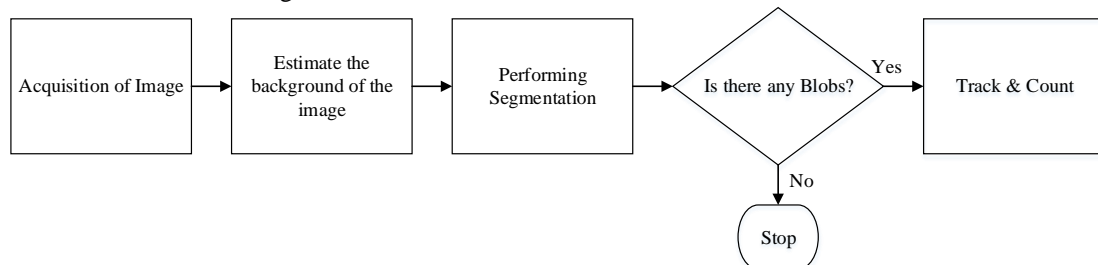 Acquisition of Image
Estimate the
background of the
image
Performing
Segmentation
Is there any Blobs?
Yes
Track & Count
No
Stop